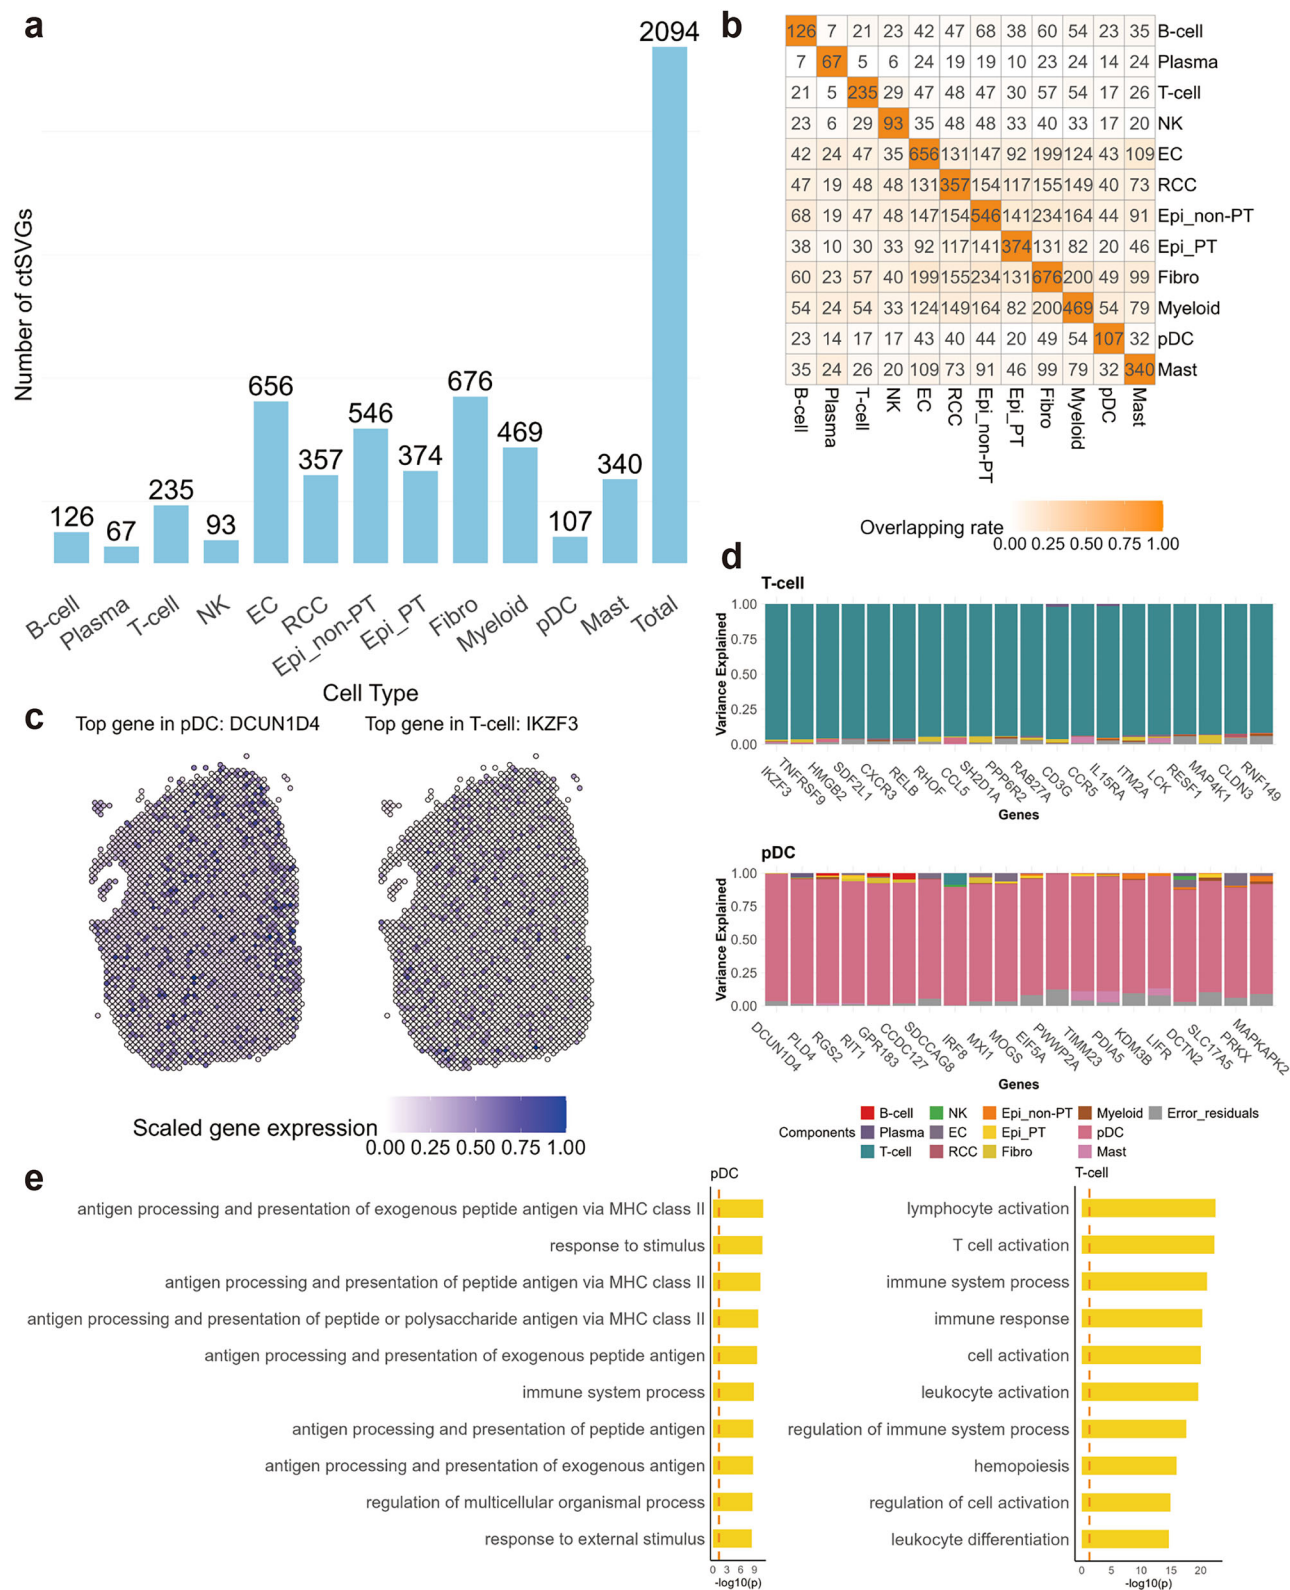 a
2094
656
676
546
469
357
374
340
235
126
67
93
107
Number of ctSVGs
B-cell
Plasma
T-cell
NK
EC
RCC
Epi_non-PT
Epi_PT
Fibro
Myeloid
pDC
Mast
Total
Cell Type
b
126 7 21 23 42 47 68 38 60 54 23 35 B-cell
7 67 5 6 24 19 19 10 23 24 14 24 Plasma
21 5 235 29 47 48 47 30 57 54 17 26 T-cell
23 6 29 93 35 48 48 33 40 33 17 20 NK
42 24 47 35 656 131 147 92 199 124 43 109 EC
47 19 48 48 131 357 154 117 155 149 40 73 RCC
68 19 47 48 147 154 546 141 234 164 44 91 Epi_non-PT
38 10 30 33 92 117 141 374 131 82 20 46 Epi_PT
60 23 57 40 199 155 234 131 676 200 49 99 Fibro
54 24 54 33 124 149 164 82 200 469 54 79 Myeloid
23 14 17 17 43 40 44 20 49 54 107 32 pDC
35 24 26 20 109 73 91 46 99 79 32 340 Mast
B-cell
Plasma
T-cell
NK
EC
RCC
Epi_non-PT
Epi_PT
Fibro
Myeloid
pDC
Mast
Overlapping rate
0.00 0.25 0.50 0.75 1.00
c
Top gene in pDC: DCUN1D4
Top gene in T-cell: IKZF3
Scaled gene expression
0.00 0.25 0.50 0.75 1.00
d
T-cell
Variance Explained
1.00
0.75
0.50
0.25
0.00
IKZF3
TNFRSF9
HMGB2
SDF2L1
CXCR3
RELB
RHOF
CCL5
SH2D1A
PPP6R2
RAB27A
CD3G
CCR5
IL15RA
ITM2A
LCK
RESF1
MAP4K1
CLDN3
RNF149
Genes
pDC
Variance Explained
1.00
0.75
0.50
0.25
0.00
DCUN1D4
PLD4
RGS2
RIT1
GPR183
CCDC127
SDCCAG8
IRF8
MXI1
MOGS
EIF5A
PWWP2A
TIMM23
PDIA5
KDM3B
LIFR
DCTN2
SLC17A5
PRKX
MAPKAPK2
Genes
Components
B-cell NK Epi_non-PT Myeloid Error_residuals
Plasma EC Epi_PT pDC
T-cell RCC Fibro Mast
e
pDC
antigen processing and presentation of exogenous peptide antigen via MHC class II
response to stimulus
antigen processing and presentation of peptide antigen via MHC class II
antigen processing and presentation of peptide or polysaccharide antigen via MHC class II
antigen processing and presentation of exogenous peptide antigen
immune system process
antigen processing and presentation of peptide antigen
antigen processing and presentation of exogenous antigen
regulation of multicellular organismal process
response to external stimulus
0 3 6 9
-log10(p)
T-cell
lymphocyte activation
T cell activation
immune system process
immune response
cell activation
leukocyte activation
regulation of immune system process
hemopoiesis
regulation of cell activation
leukocyte differentiation
0 5 10 15 20
-log10(p)